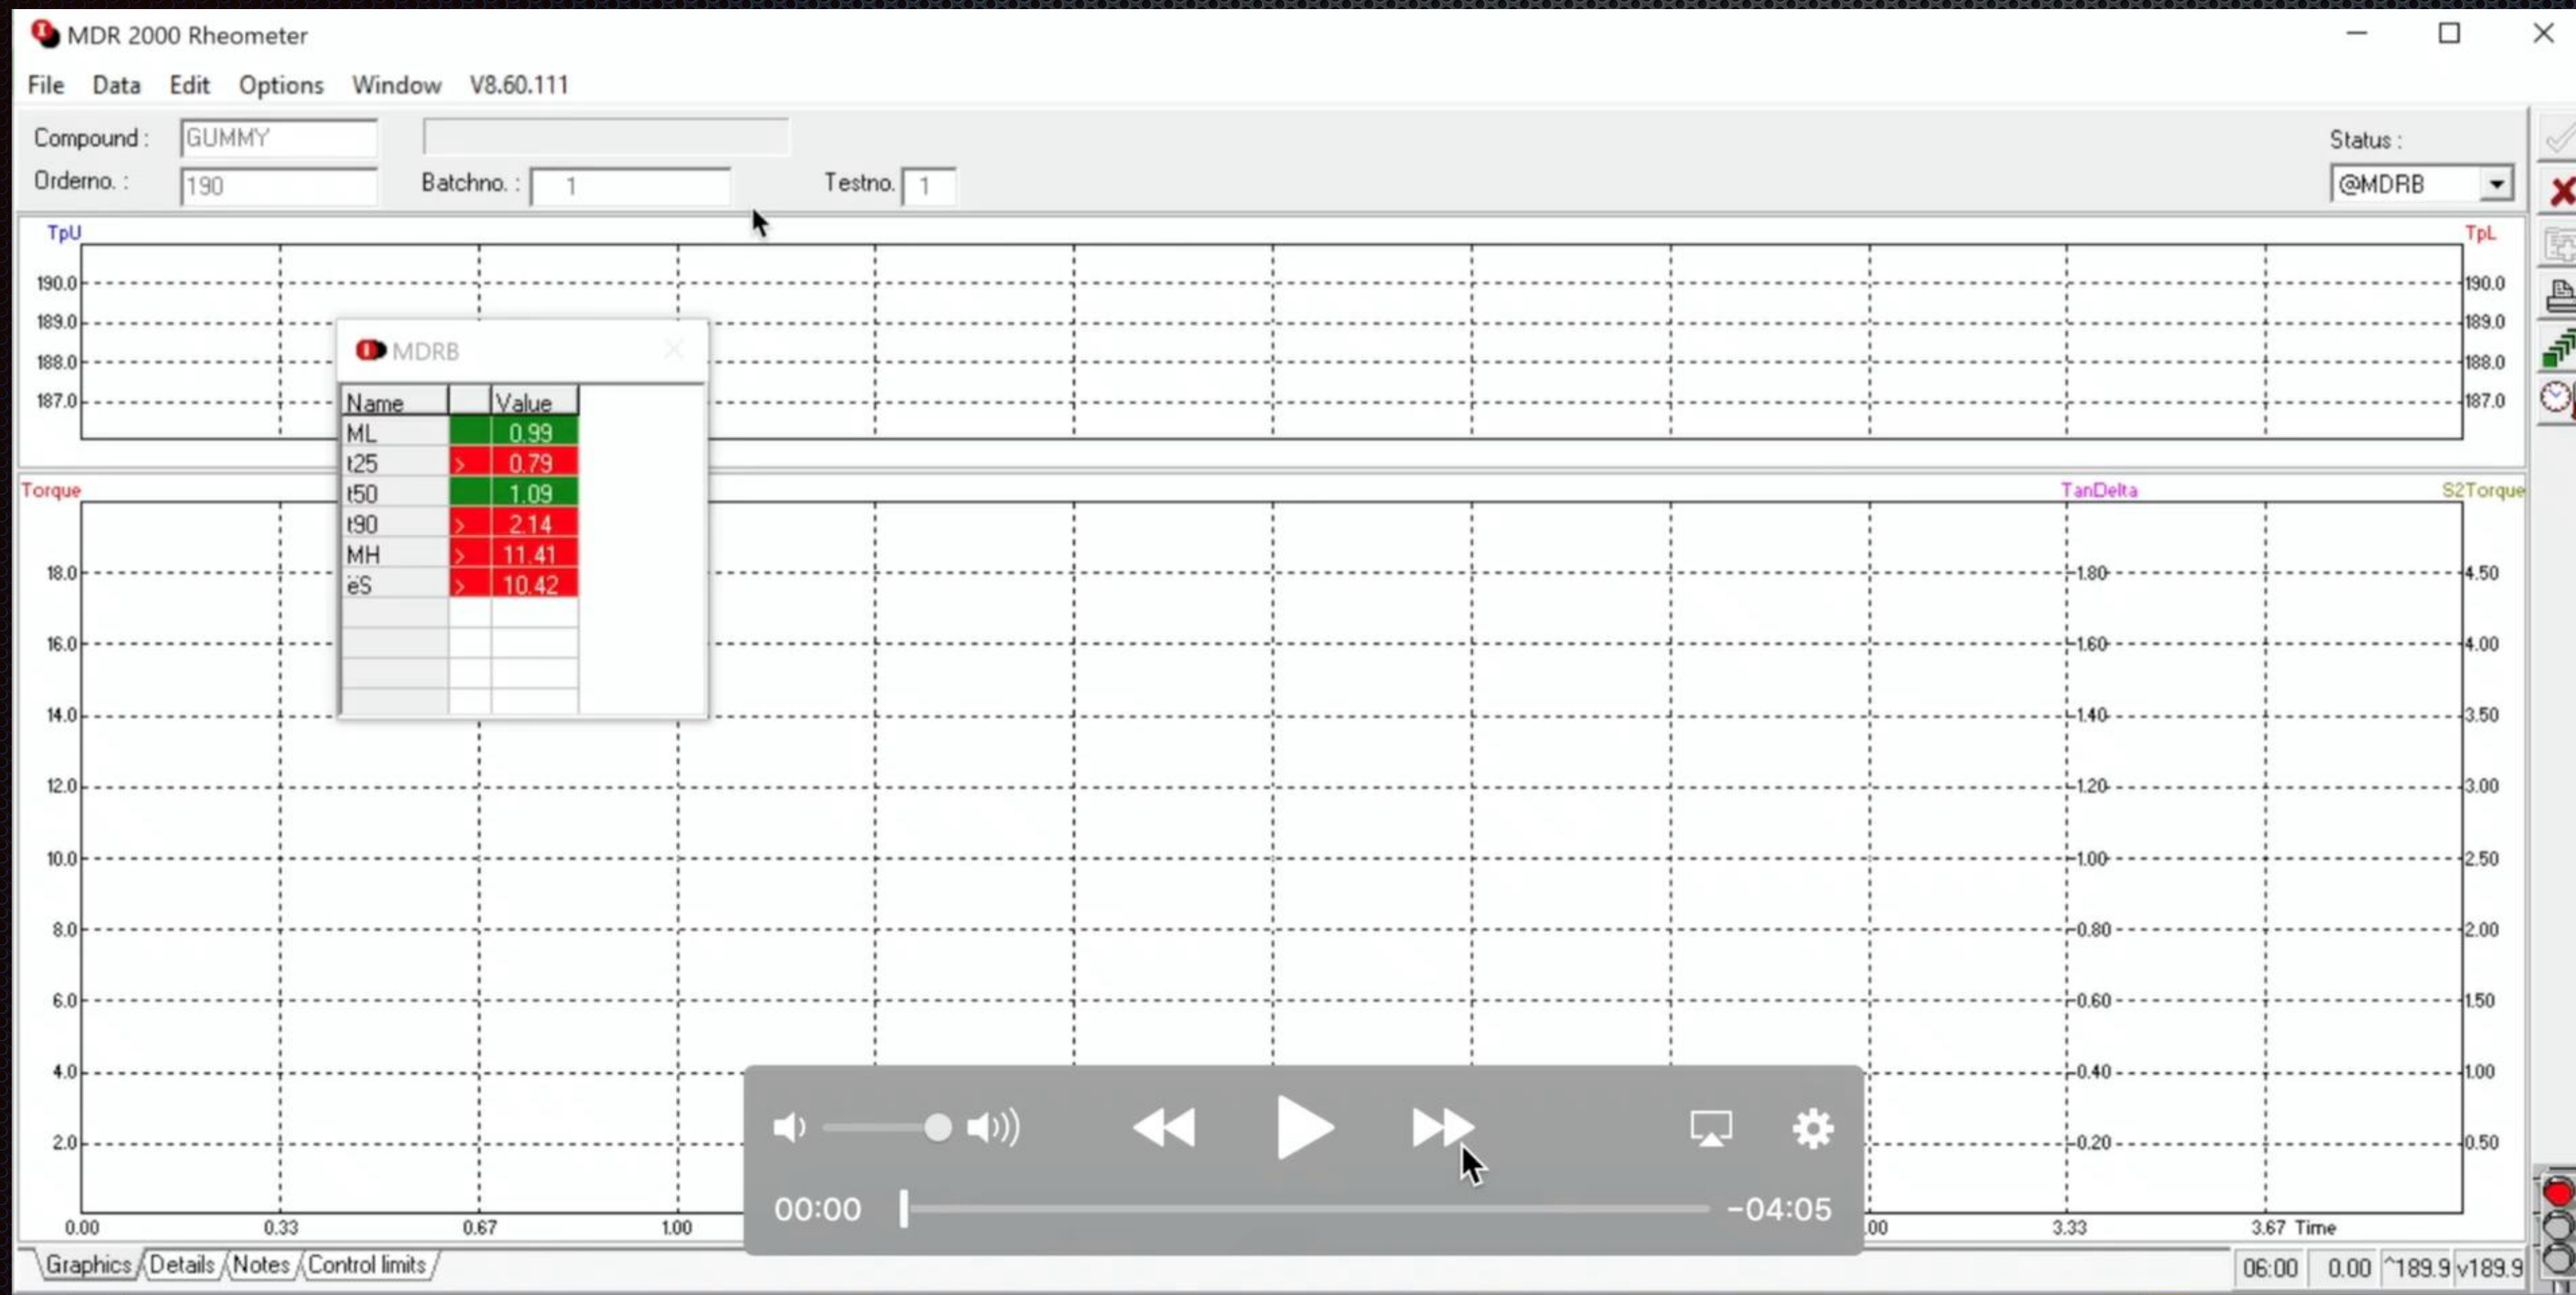 MDR 2000 Rheometer
File Data Edit Options Window V8.60.111
Compound : GUMMY
Status :
Orderno. : 190 Batchno. : 1 Testno. 1 @MDRB
TpU TpL
190.0 190.0
189.0 189.0
188.0 188.0
187.0 187.0
MDRB
Name Value
ML 0.99
t25 > 0.79
t50 1.09
t90 > 2.14
MH > 11.41
ëS > 10.42
Torque TanDelta S2Torque
18.0 1.80 4.50
16.0 1.60 4.00
14.0 1.40 3.50
12.0 1.20 3.00
10.0 1.00 2.50
8.0 0.80 2.00
6.0 0.60 1.50
4.0 0.40 1.00
2.0 0.20 0.50
00:00 -04:05
0.00 0.33 0.67 1.00 .00 3.33 3.67 Time
Graphics Details Notes Control limits
06:00 0.00 ^189.9 v189.9